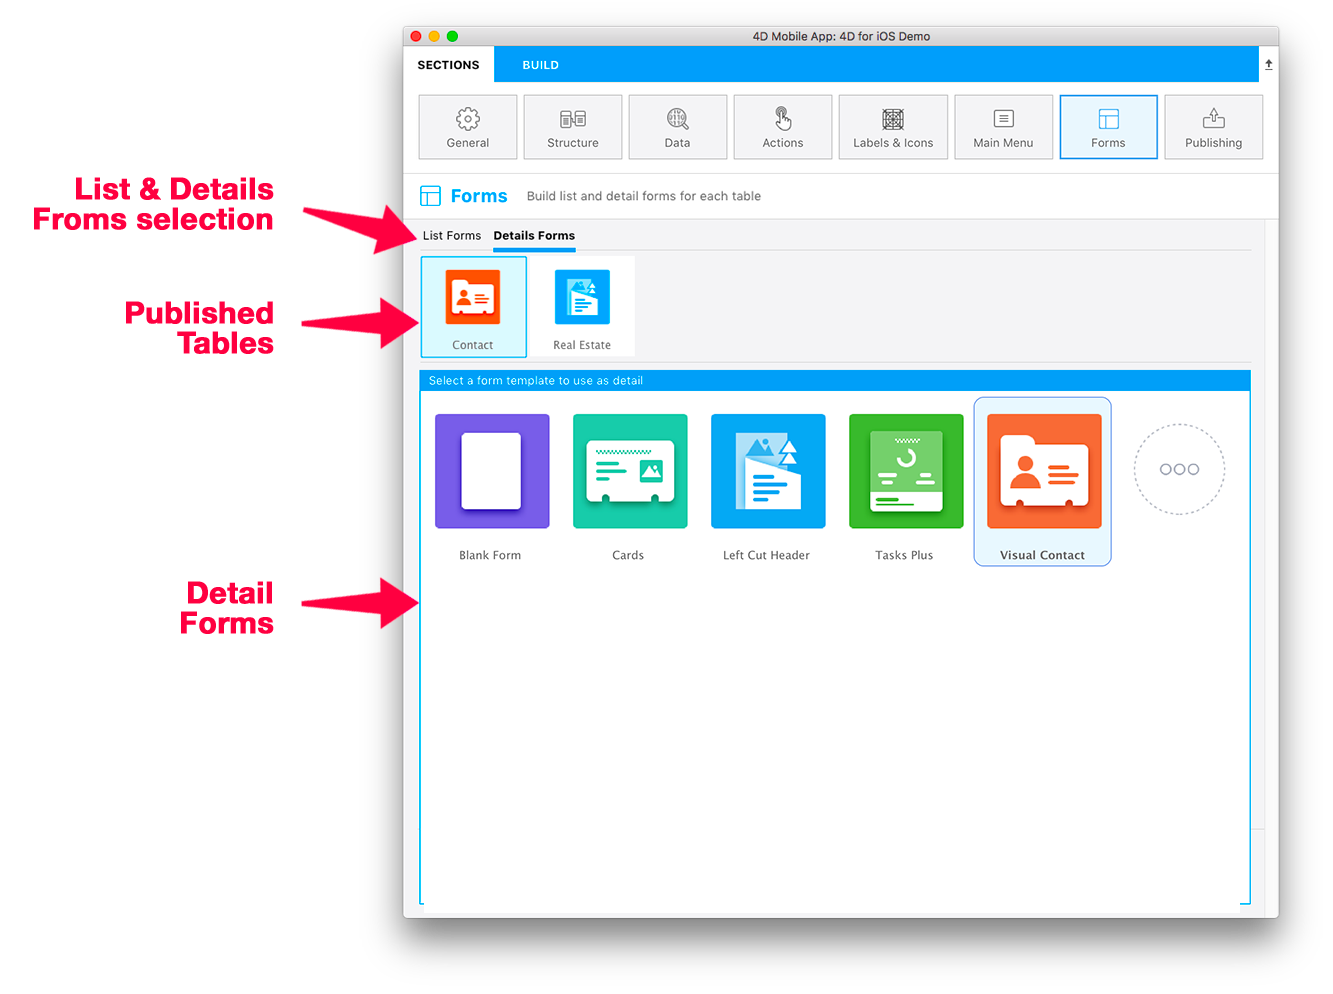 4D Mobile App: 4D for iOS Demo
SECTIONS
BUILD
General
Structure
Data
Actions
Labels & Icons
Main Menu
Forms
Publishing
Forms
Build list and detail forms for each table
List & Details
Froms selection
List Forms
Details Forms
Published
Tables
Contact
Real Estate
Select a form template to use as detail
Blank Form
Cards
Left Cut Header
Tasks Plus
Visual Contact
Detail
Forms